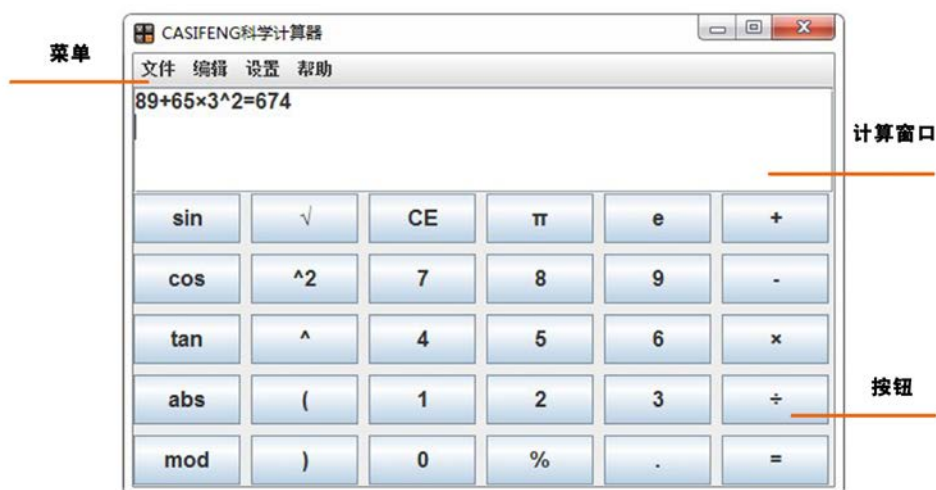 CASIFENG科学计算器
菜单
文件 编辑 设置 帮助
89+65×3^2=674
计算窗口
sin √ CE π e +
cos ^2 7 8 9 -
tan ^ 4 5 6 ×
abs ( 1 2 3 ÷
按钮
mod ) 0 % . =